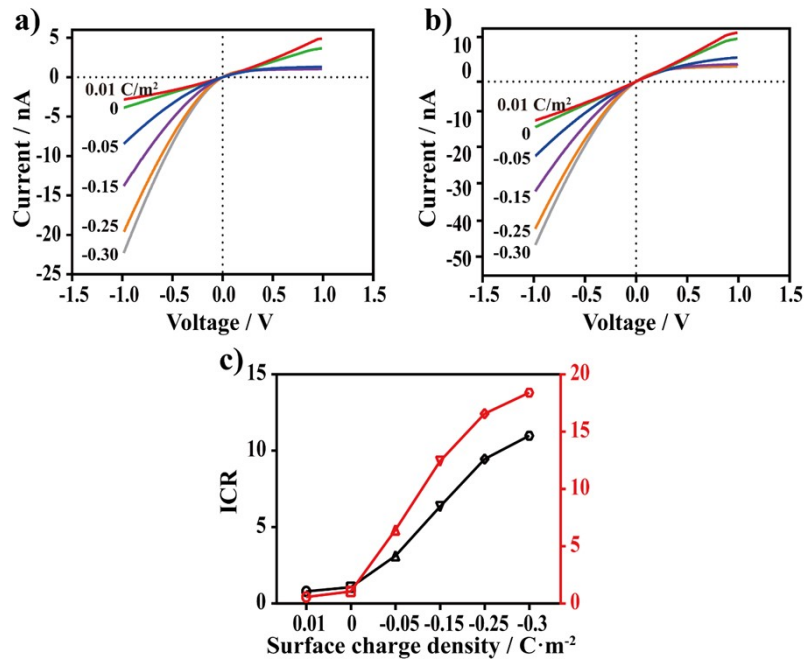 a)
5
0
-5
-10
-15
-20
-25
Current / nA
0.01 C/m²
0
-0.05
-0.15
-0.25
-0.30
-1.5 -1.0 -0.5 0.0 0.5 1.0 1.5
Voltage / V
b)
10
0
-10
-20
-30
-40
-50
Current / nA
0.01 C/m²
0
-0.05
-0.15
-0.25
-0.30
-1.5 -1.0 -0.5 0.0 0.5 1.0 1.5
Voltage / V
c)
15
10
5
0
ICR
20
15
10
5
0
0.01 0 -0.05 -0.15 -0.25 -0.3
Surface charge density / C·m⁻²